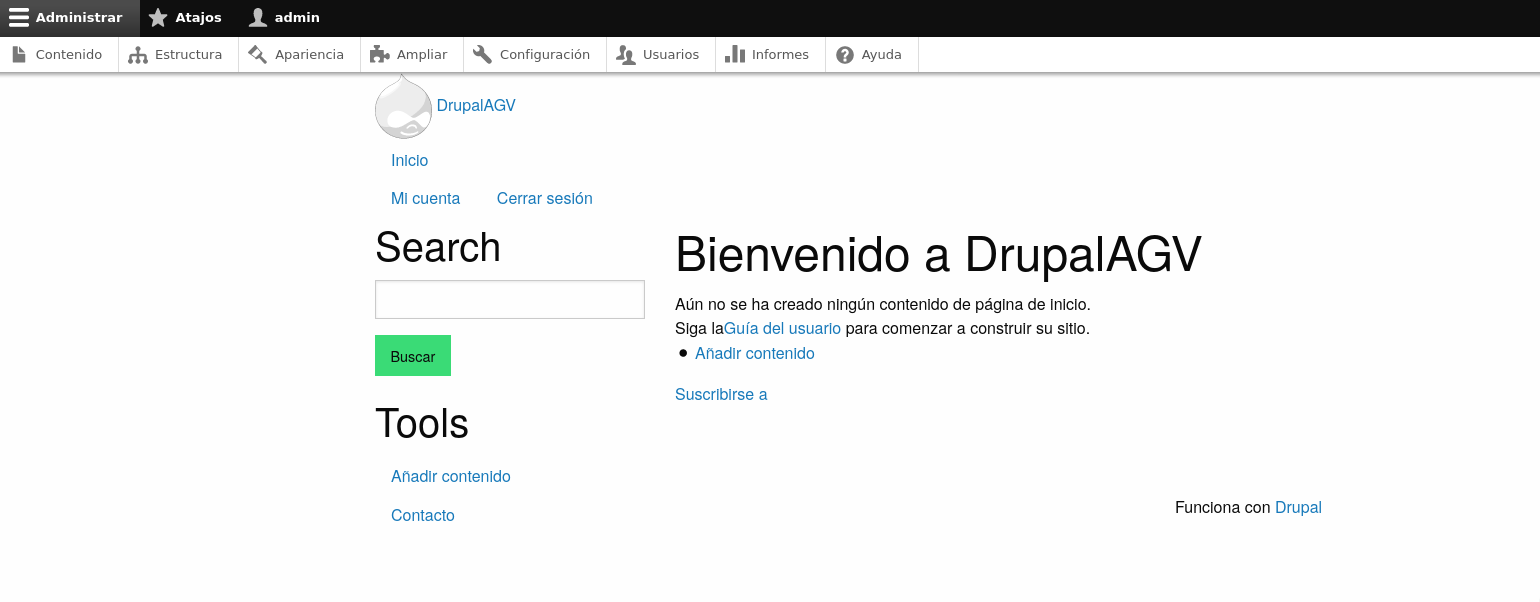 Administrar Atajos admin
Contenido Estructura Apariencia Ampliar Configuración Usuarios Informes Ayuda
DrupalAGV
Inicio
Mi cuenta Cerrar sesión
Search
Buscar
Tools
Añadir contenido
Contacto
Bienvenido a DrupalAGV
Aún no se ha creado ningún contenido de página de inicio.
Siga laGuía del usuario para comenzar a construir su sitio.
Añadir contenido
Suscribirse a
Funciona con Drupal